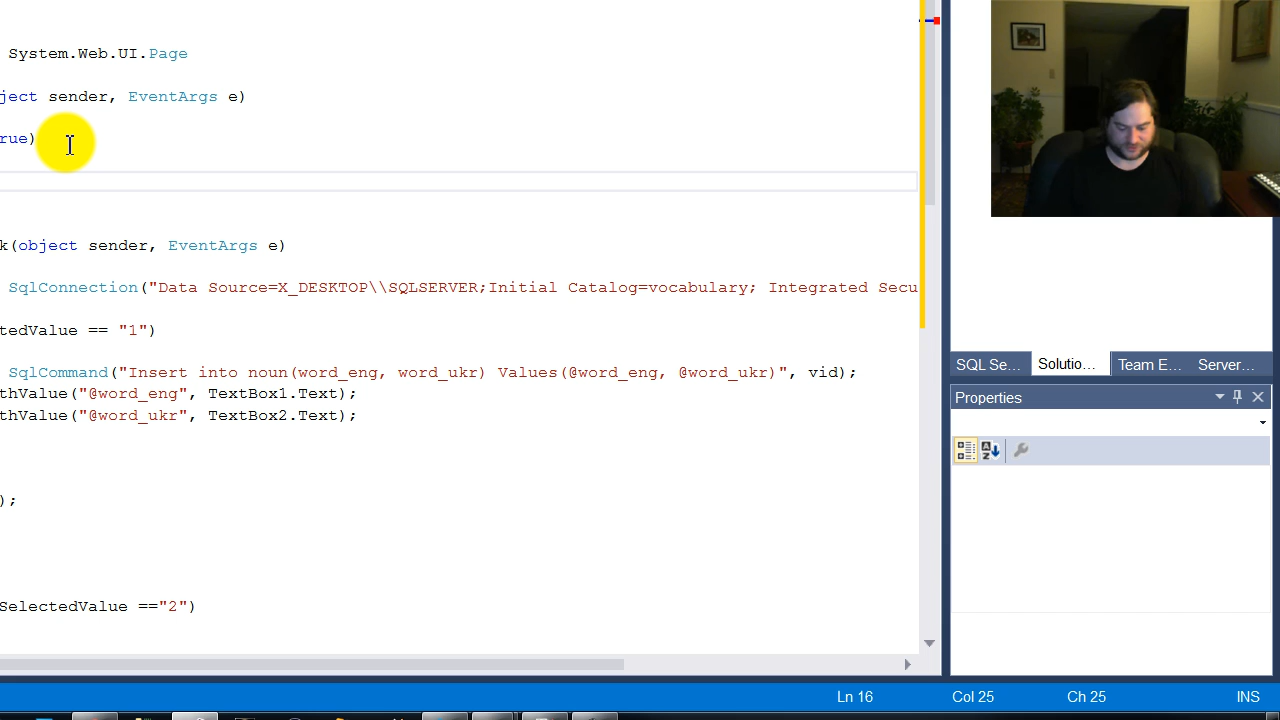 System.Web.UI.Page
ject sender, EventArgs e)
rue)
k(object sender, EventArgs e)
SqlConnection("Data Source=X_DESKTOP\\SQLSERVER;Initial Catalog=vocabulary; Integrated Secu
tedValue == "1")
SqlCommand("Insert into noun(word_eng, word_ukr) Values(@word_eng, @word_ukr)", vid);
thValue("@word_eng", TextBox1.Text);
thValue("@word_ukr", TextBox2.Text);
);
SelectedValue =="2")
SQL Se... Solutio... Team E... Server...
Properties
Ln 16 Col 25 Ch 25 INS